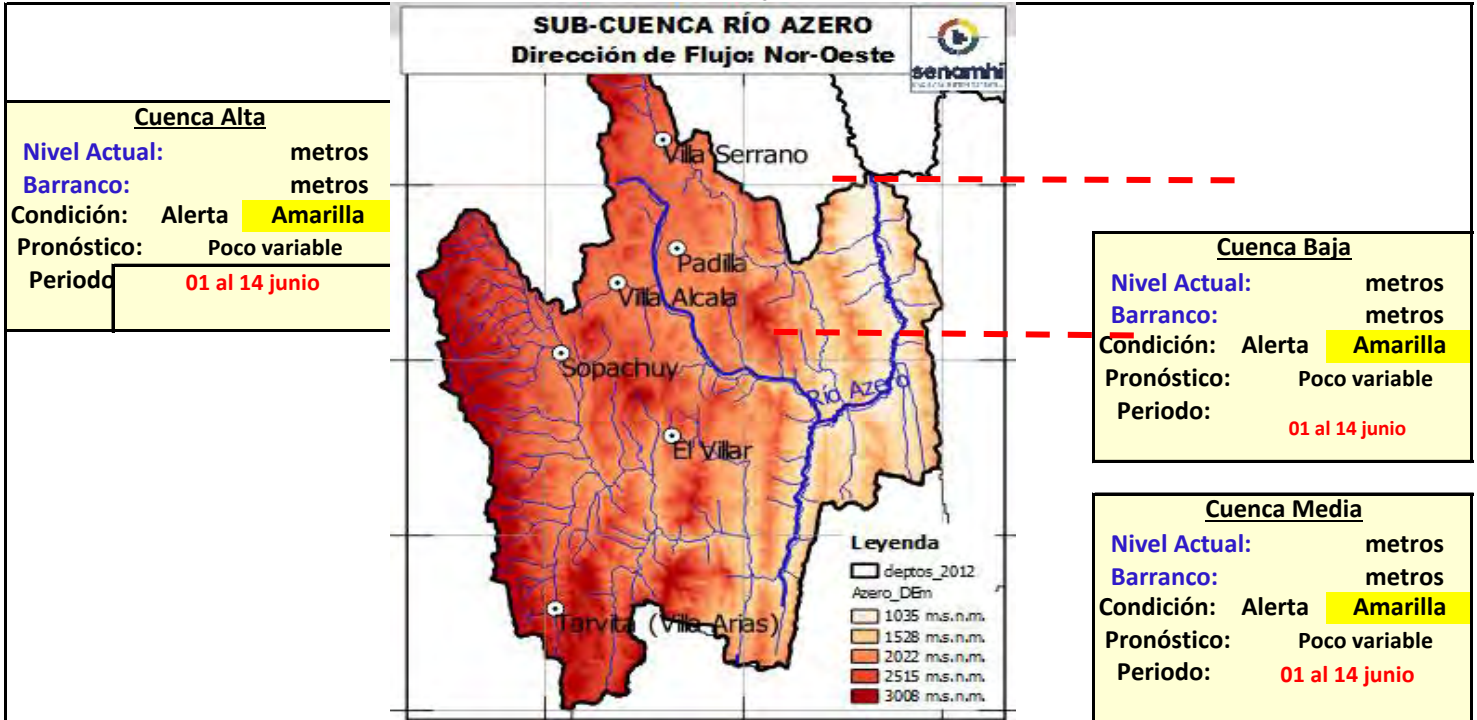 SUB-CUENCA RÍO AZERO
Dirección de Flujo: Nor-Oeste
senamhi
Cuenca Alta
Nivel Actual: metros
Barranco: metros
Condición: Alerta Amarilla
Pronóstico: Poco variable
Periodo
01 al 14 junio
Villa Serrano
Padilla
Villa Alcala
Sopachuy
Río Azero
El Villar
Tarvita (Villa Arias)
Leyenda
deptos_2012
Azero_DEm
1035 m.s.n.m.
1528 m.s.n.m.
2022 m.s.n.m.
2515 m.s.n.m.
3008 m.s.n.m.
Cuenca Baja
Nivel Actual: metros
Barranco: metros
Condición: Alerta Amarilla
Pronóstico: Poco variable
Periodo:
01 al 14 junio
Cuenca Media
Nivel Actual: metros
Barranco: metros
Condición: Alerta Amarilla
Pronóstico: Poco variable
Periodo: 01 al 14 junio